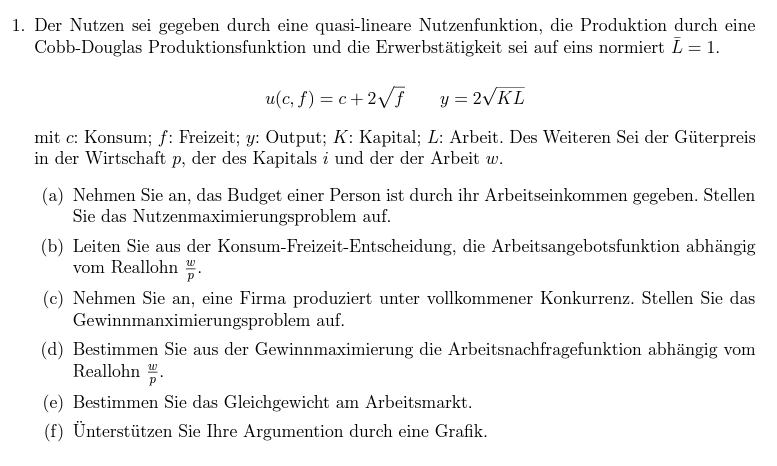 1. Der Nutzen sei gegeben durch eine quasi-lineare Nutzenfunktion, die Produktion durch eine
Cobb-Douglas Produktionsfunktion und die Erwerbstätigkeit sei auf eins normiert L̄ = 1.
u(c, f) = c + 2√f y = 2√KL
mit c: Konsum; f: Freizeit; y: Output; K: Kapital; L: Arbeit. Des Weiteren Sei der Güterpreis
in der Wirtschaft p, der des Kapitals i und der der Arbeit w.
(a) Nehmen Sie an, das Budget einer Person ist durch ihr Arbeitseinkommen gegeben. Stellen
Sie das Nutzenmaximierungsproblem auf.
(b) Leiten Sie aus der Konsum-Freizeit-Entscheidung, die Arbeitsangebotsfunktion abhängig
vom Reallohn w/p.
(c) Nehmen Sie an, eine Firma produziert unter vollkommener Konkurrenz. Stellen Sie das
Gewinnmanximierungsproblem auf.
(d) Bestimmen Sie aus der Gewinnmaximierung die Arbeitsnachfragefunktion abhängig vom
Reallohn w/p.
(e) Bestimmen Sie das Gleichgewicht am Arbeitsmarkt.
(f) Ünterstützen Sie Ihre Argumention durch eine Grafik.